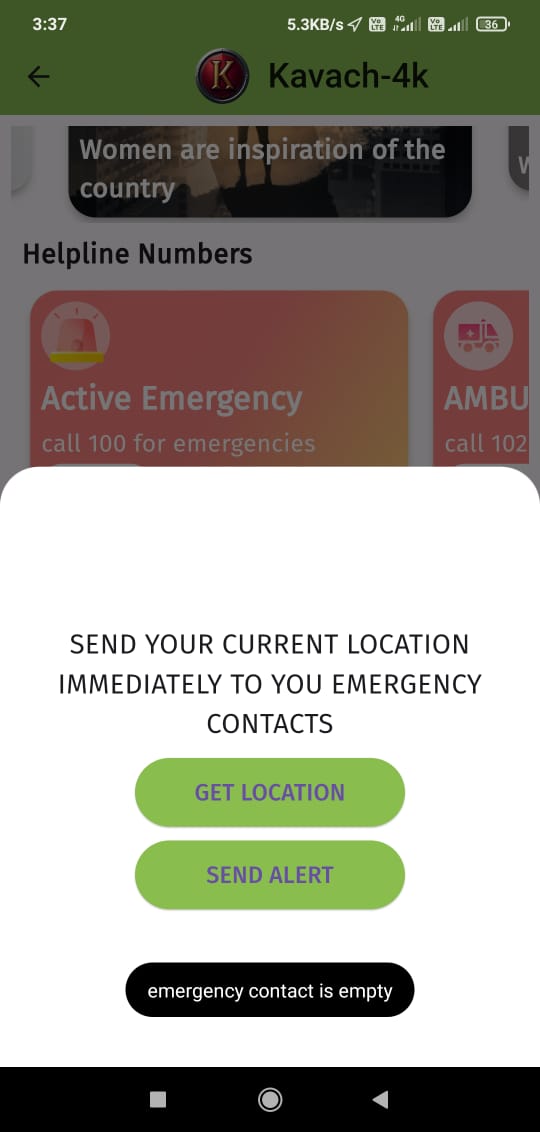 3:37
5.3KB/s
Vo LTE
4G
Vo LTE
36
K
Kavach-4k
Women are inspiration of the
country
Helpline Numbers
Active Emergency
AMBU
call 100 for emergencies
call 102
SEND YOUR CURRENT LOCATION
IMMEDIATELY TO YOU EMERGENCY
CONTACTS
GET LOCATION
SEND ALERT
emergency contact is empty